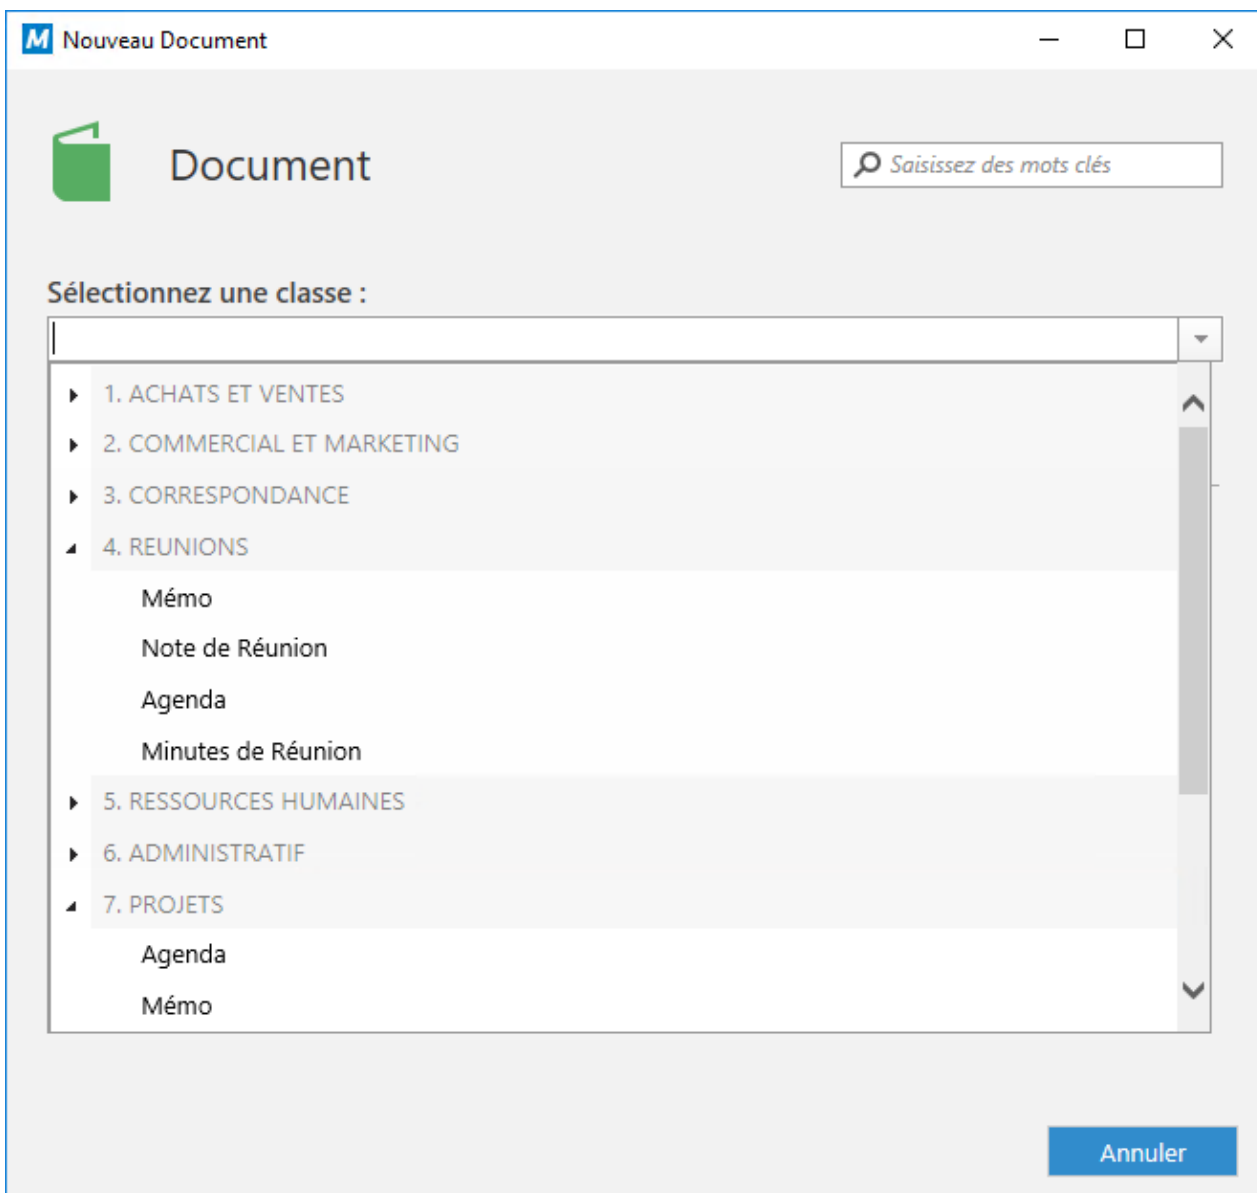 M Nouveau Document
Document
Saisissez des mots clés
Sélectionnez une classe :
1. ACHATS ET VENTES
2. COMMERCIAL ET MARKETING
3. CORRESPONDANCE
4. REUNIONS
Mémo
Note de Réunion
Agenda
Minutes de Réunion
5. RESSOURCES HUMAINES
6. ADMINISTRATIF
7. PROJETS
Agenda
Mémo
Annuler